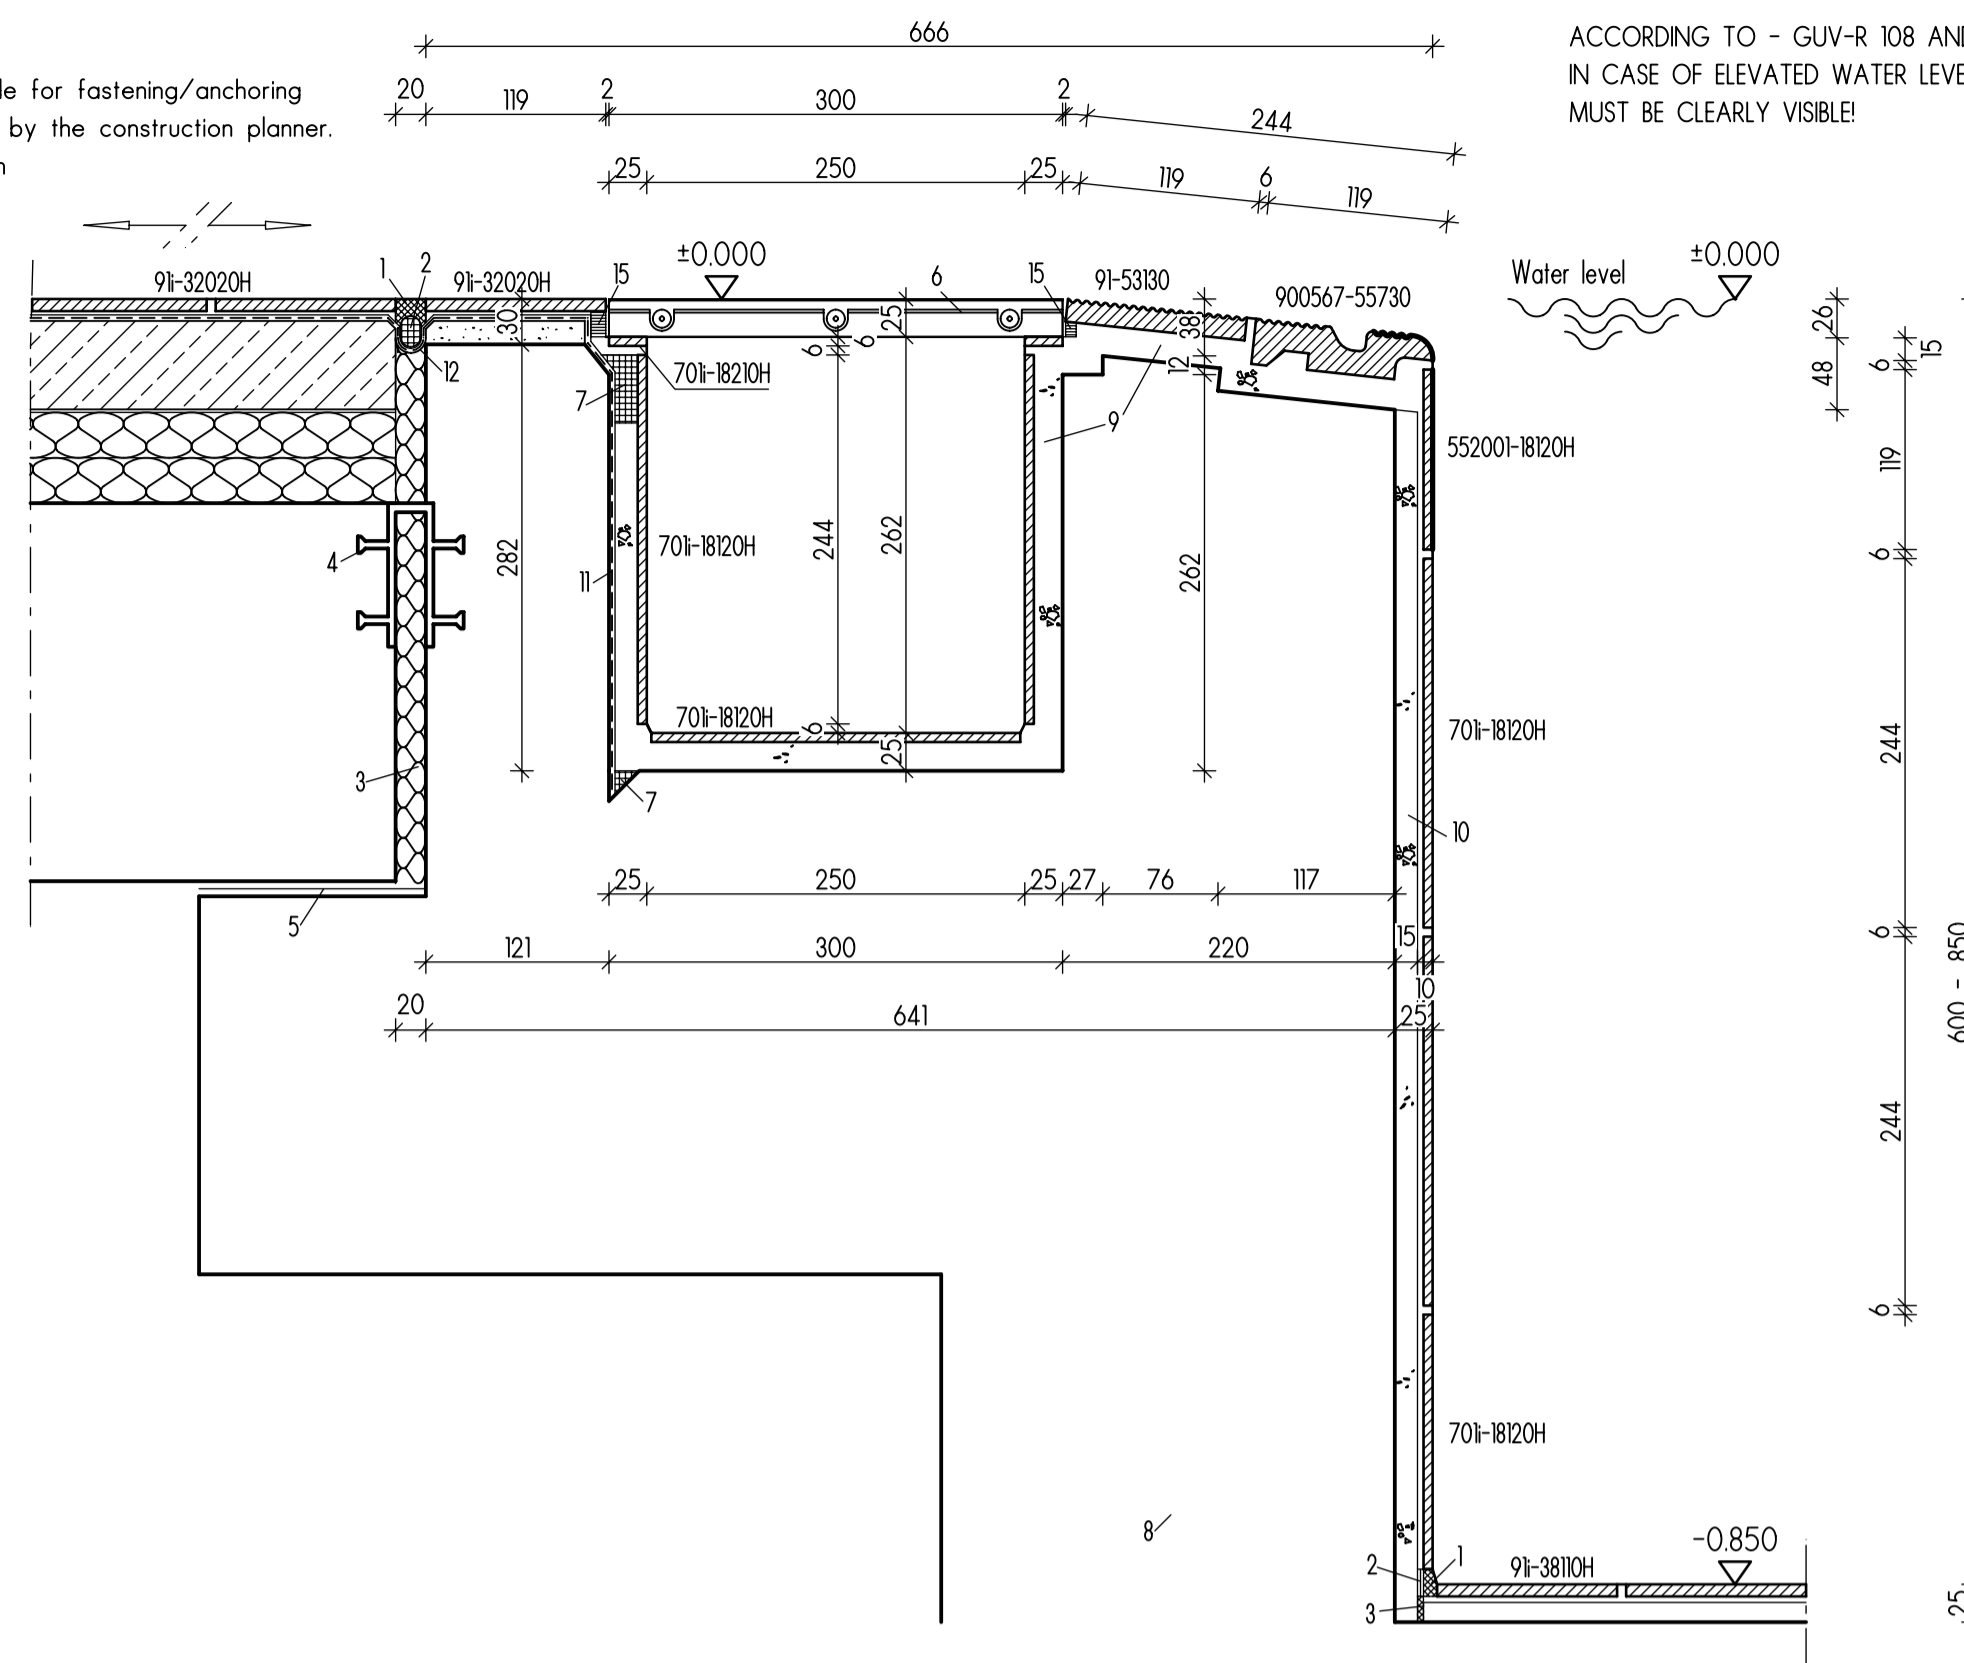 666
ACCORDING TO - GUV-R 108 AND
IN CASE OF ELEVATED WATER LEVE
MUST BE CLEARLY VISIBLE!
le for fastening/anchoring
by the construction planner.
20 119 2 300 2 244
25 250 25 119 6 119
91i-32020H 1 2 91i-32020H 15 ±0.000 6 15 91-53130 900567-55730
Water level ±0.000
30 25 38 26 15
6 6 12 6 48
12 7 701i-18210H 9
552001-18120H 119
4 282 11 701i-18120H 244 262 262 6
3 701i-18120H 6 25 7
701i-18120H 244
10
5 25 250 25 27 76 117
121 300 220 15 6
10
20 641 25
600 - 850
244
6
701i-18120H
8
2 1 91i-38110H -0.850
3 25